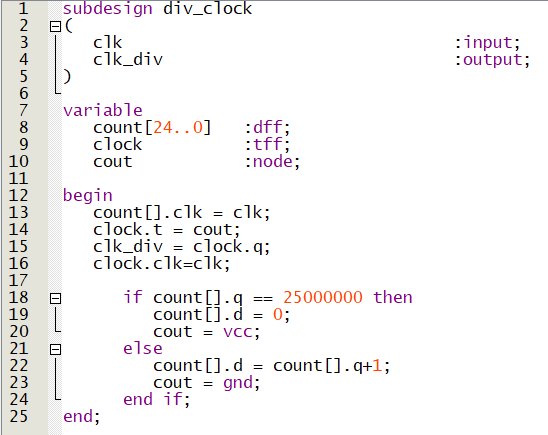 1 subdesign div_clock
2 (
3     clk                    :input;
4     clk_div                :output;
5 )
6
7 variable
8     count[24..0]   :dff;
9     clock          :tff;
10     cout           :node;
11
12 begin
13     count[].clk = clk;
14     clock.t = cout;
15     clk_div = clock.q;
16     clock.clk=clk;
17
18         if count[].q == 25000000 then
19             count[].d = 0;
20             cout = vcc;
21         else
22             count[].d = count[].q+1;
23             cout = gnd;
24         end if;
25 end;